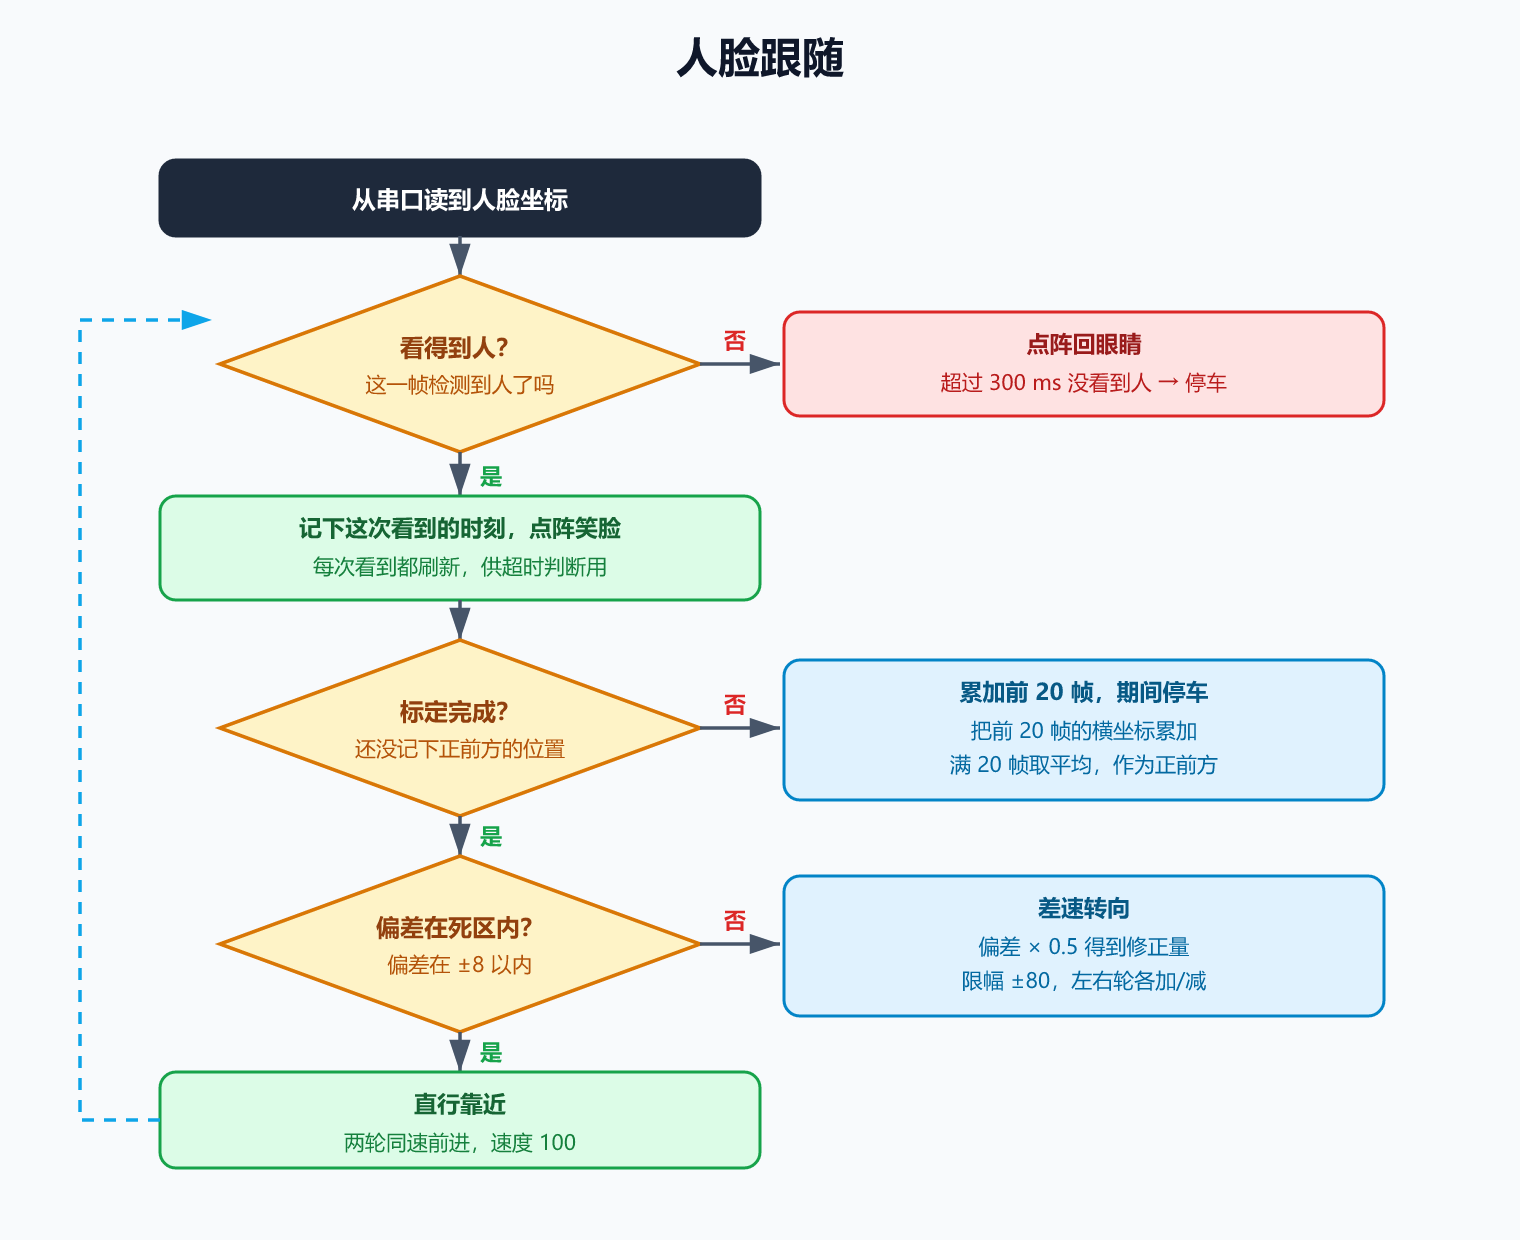 人脸跟随
从串口读到人脸坐标
看得到人？
这一帧检测到人了吗
否
点阵回眼睛
超过 300 ms 没看到人 → 停车
是
记下这次看到的时刻，点阵笑脸
每次看到都刷新，供超时判断用
标定完成？
还没记下正前方的位置
否
累加前 20 帧，期间停车
把前 20 帧的横坐标累加
满 20 帧取平均，作为正前方
是
偏差在死区内？
偏差在 ±8 以内
否
差速转向
偏差 × 0.5 得到修正量
限幅 ±80，左右轮各加/减
是
直行靠近
两轮同速前进，速度 100